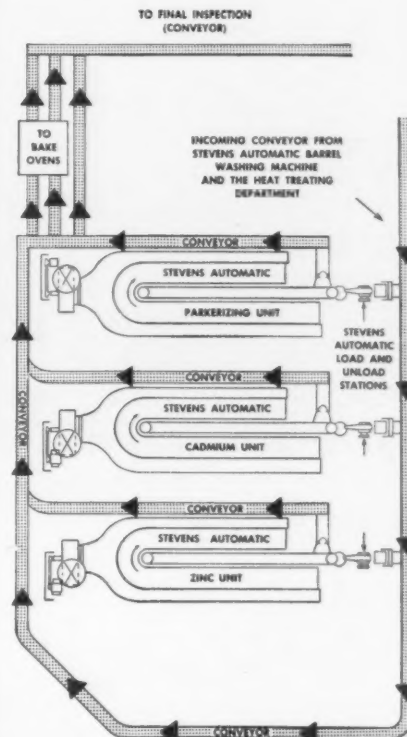 TO FINAL INSPECTION
(CONVEYOR)
TO
BAKE
OVENS
INCOMING CONVEYOR FROM
STEVENS AUTOMATIC BARREL
WASHING MACHINE
AND THE HEAT TREATING
DEPARTMENT
CONVEYOR
STEVENS AUTOMATIC
PARKERIZING UNIT
STEVENS
AUTOMATIC
LOAD AND
UNLOAD
STATIONS
CONVEYOR
CONVEYOR
STEVENS AUTOMATIC
CADMIUM UNIT
CONVEYOR
STEVENS AUTOMATIC
ZINC UNIT
CONVEYOR